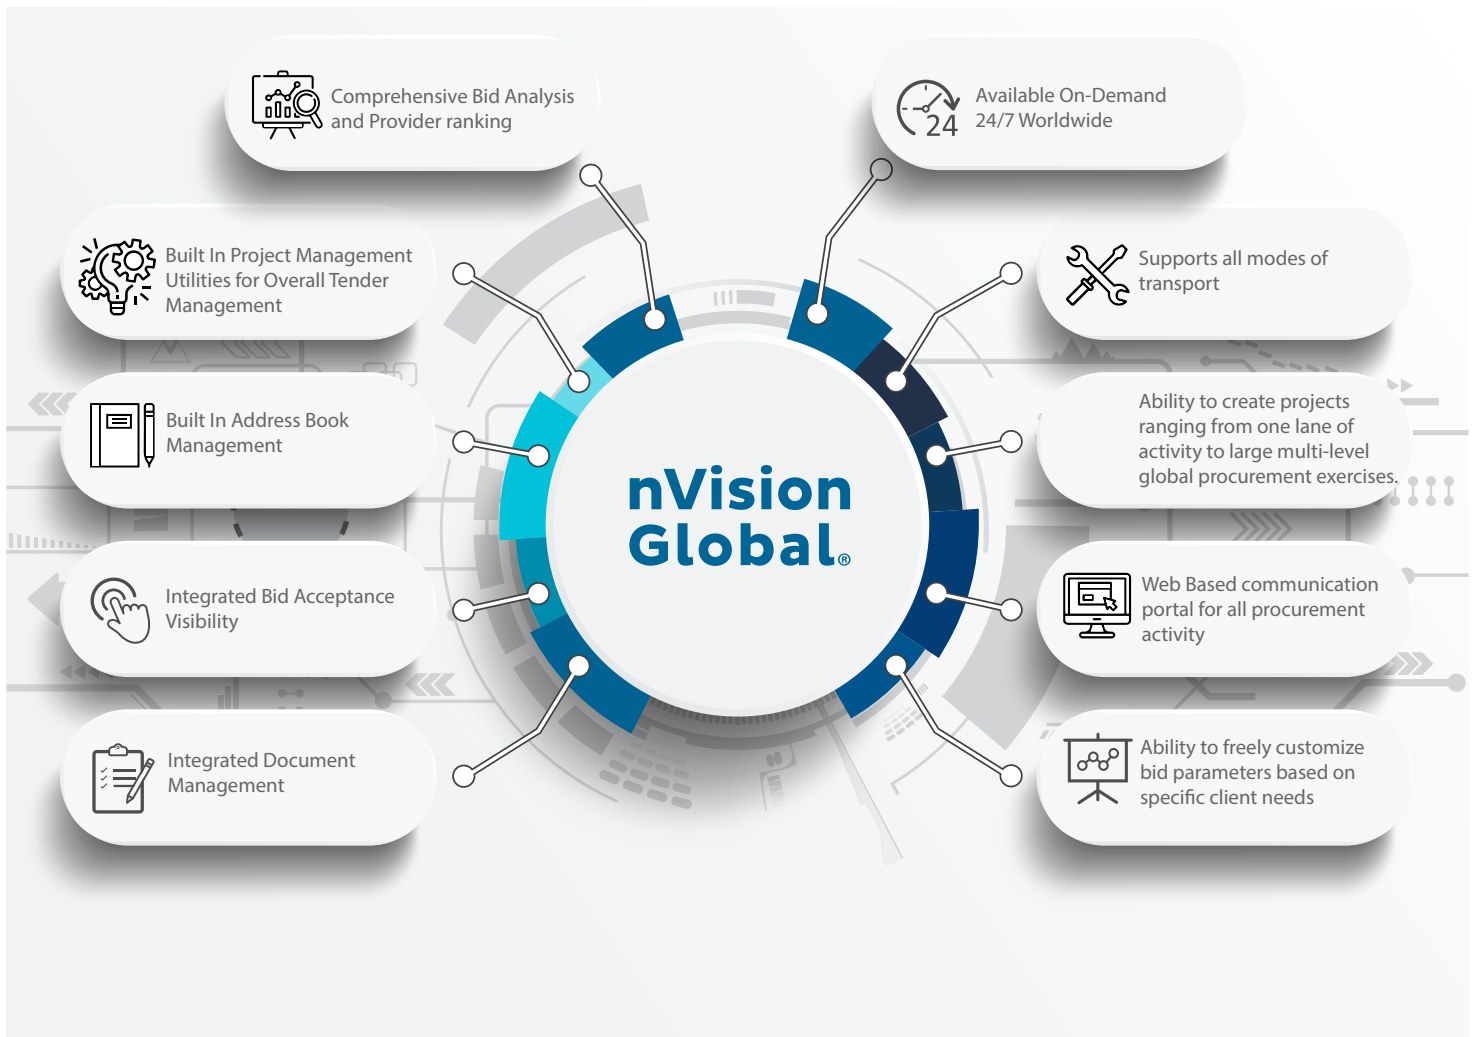 Comprehensive Bid Analysis
and Provider ranking
24
Available On-Demand
24/7 Worldwide
Built In Project Management
Utilities for Overall Tender
Management
Supports all modes of
transport
Built In Address Book
Management
Ability to create projects
ranging from one lane of
activity to large multi-level
global procurement exercises.
nVision
Global®
Integrated Bid Acceptance
Visibility
Web Based communication
portal for all procurement
activity
Integrated Document
Management
Ability to freely customize
bid parameters based on
specific client needs